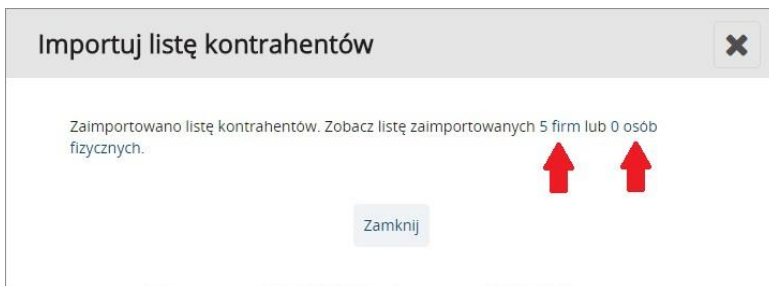 Importuj listę kontrahentów
Zaimportowano listę kontrahentów. Zobacz listę zaimportowanych 5 firm lub 0 osób
fizycznych.
Zamknij